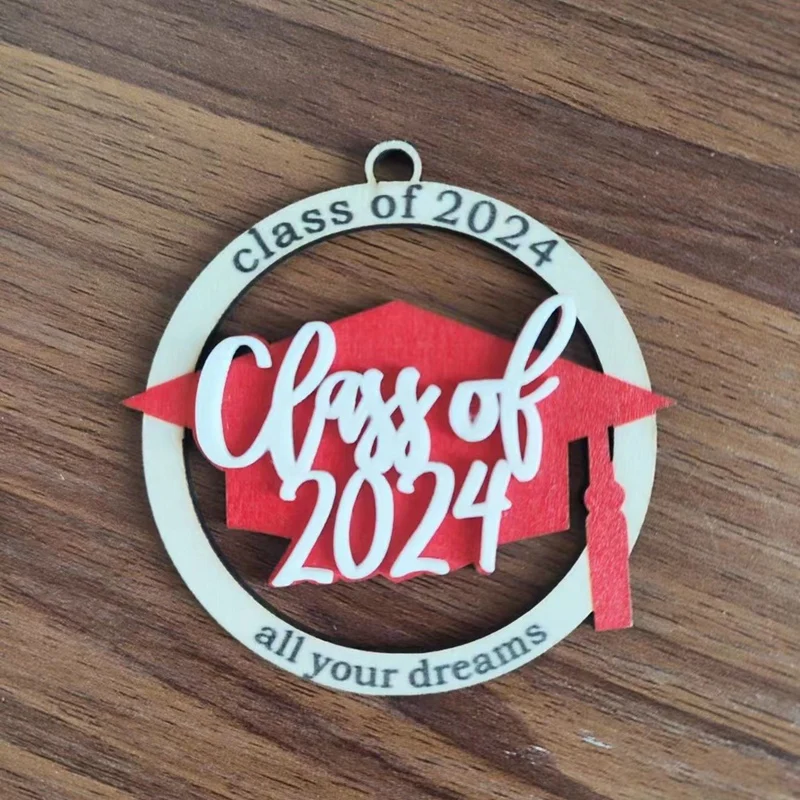 class of 2024
Class of
2024
all your dreams